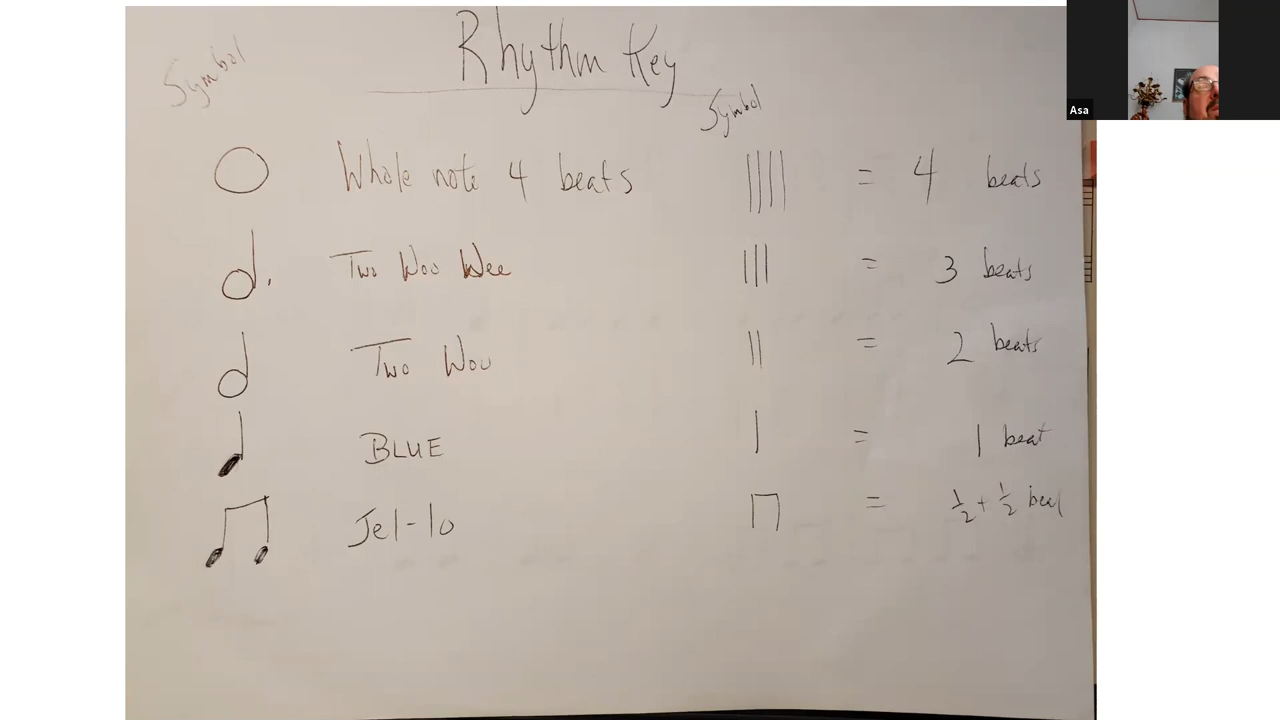 Rhythm Key
Symbol
Symbol
Whole note 4 beats |||| = 4 beats
Two Woo Wee ||| = 3 beats
Two Woo || = 2 beats
BLUE | = 1 beat
Jel-lo = ½ + ½ beat
Asa